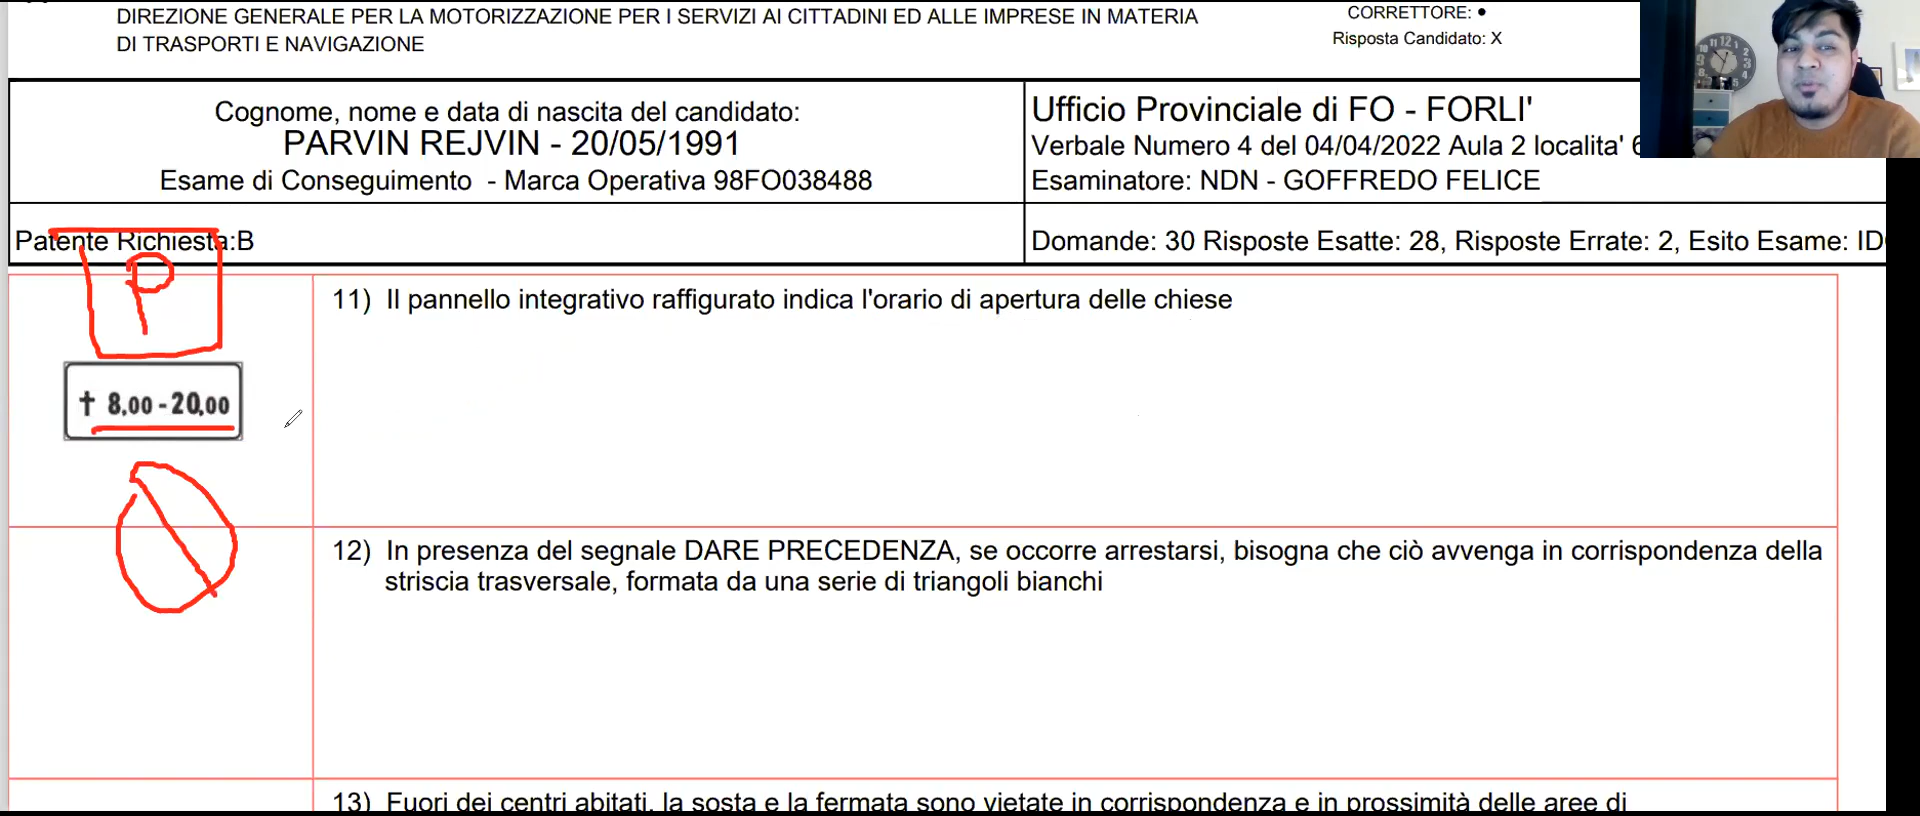 DIREZIONE GENERALE PER LA MOTORIZZAZIONE PER I SERVIZI AI CITTADINI ED ALLE IMPRESE IN MATERIA
DI TRASPORTI E NAVIGAZIONE
CORRETTORE: •
Risposta Candidato: X
Cognome, nome e data di nascita del candidato:
PARVIN REJVIN - 20/05/1991
Esame di Conseguimento - Marca Operativa 98FO038488
Ufficio Provinciale di FO - FORLI'
Verbale Numero 4 del 04/04/2022 Aula 2 localita' 6
Esaminatore: NDN - GOFFREDO FELICE
Patente Richiesta:B
Domande: 30 Risposte Esatte: 28, Risposte Errate: 2, Esito Esame: ID
P
† 8,00 - 20,00
11) Il pannello integrativo raffigurato indica l'orario di apertura delle chiese
12) In presenza del segnale DARE PRECEDENZA, se occorre arrestarsi, bisogna che ciò avvenga in corrispondenza della
striscia trasversale, formata da una serie di triangoli bianchi
13) Fuori dei centri abitati, la sosta e la fermata sono vietate in corrispondenza e in prossimità delle aree di